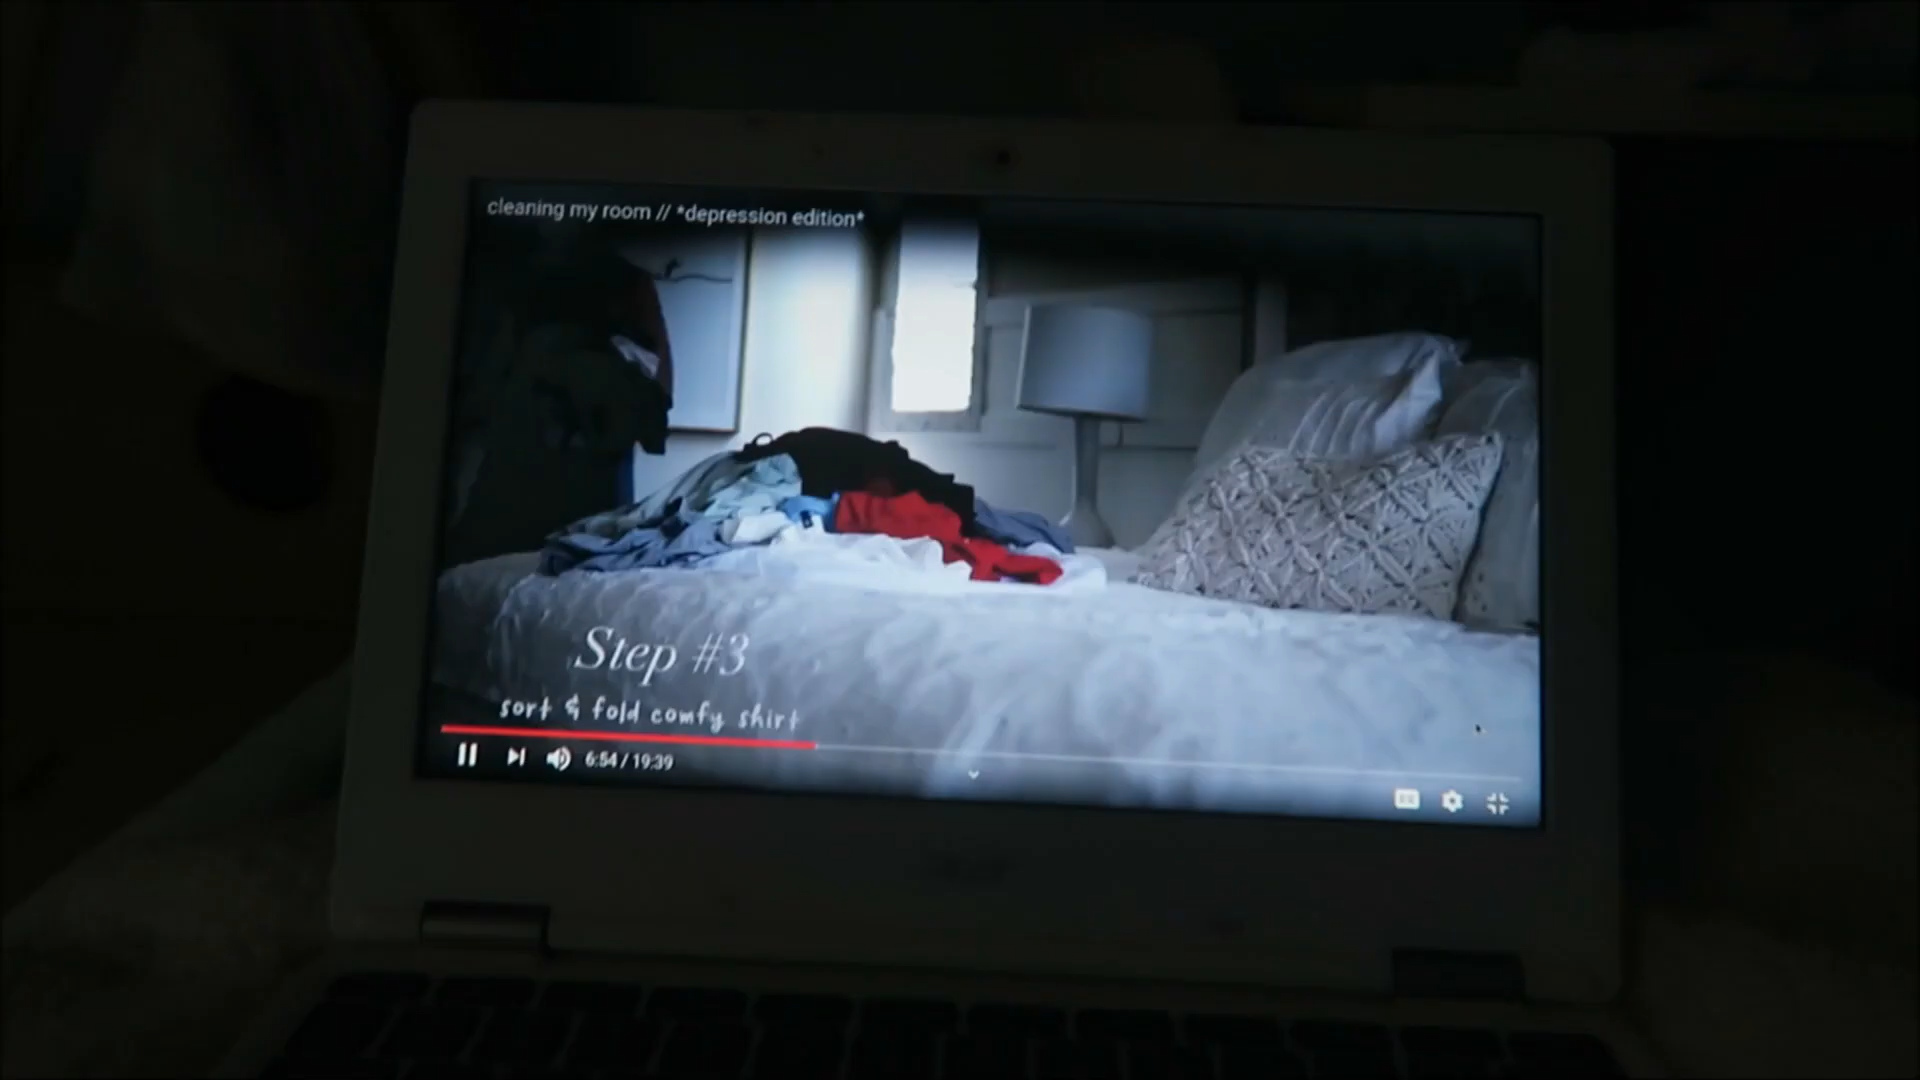 cleaning my room // *depression edition*
Step #3
sort & fold comfy shirt
6:54 / 19:39